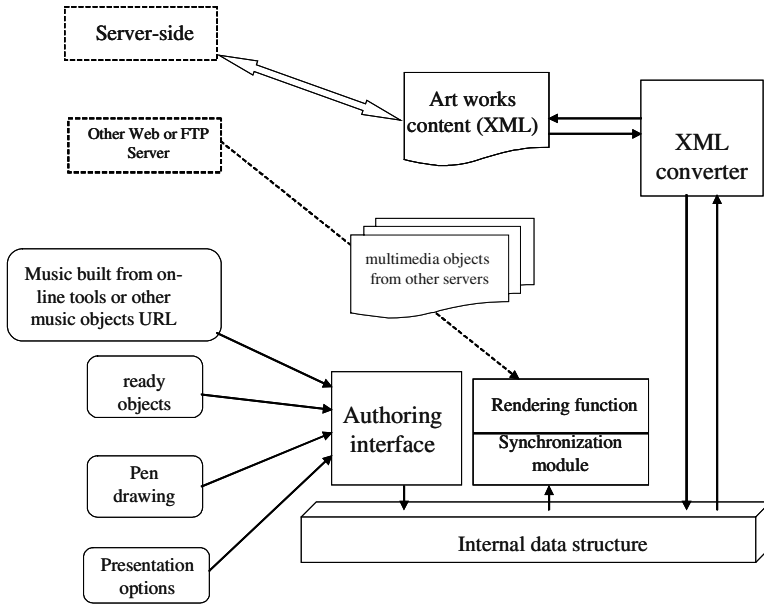 Server-side
Art works
content (XML)
XML
converter
Other Web or FTP
Server
multimedia objects
from other servers
Music built from on-
line tools or other
music objects URL
ready
objects
Pen
drawing
Presentation
options
Authoring
interface
Rendering function
Synchronization
module
Internal data structure